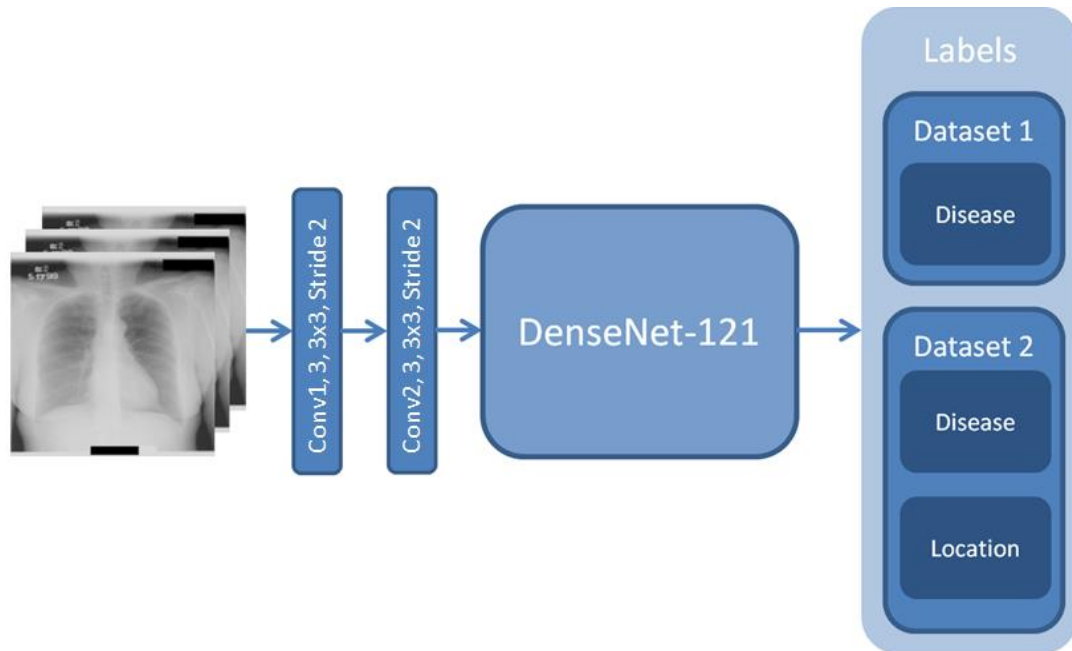 Labels
Dataset 1
Disease
Conv1, 3, 3x3, Stride 2
Conv2, 3, 3x3, Stride 2
DenseNet-121
Dataset 2
Disease
Location